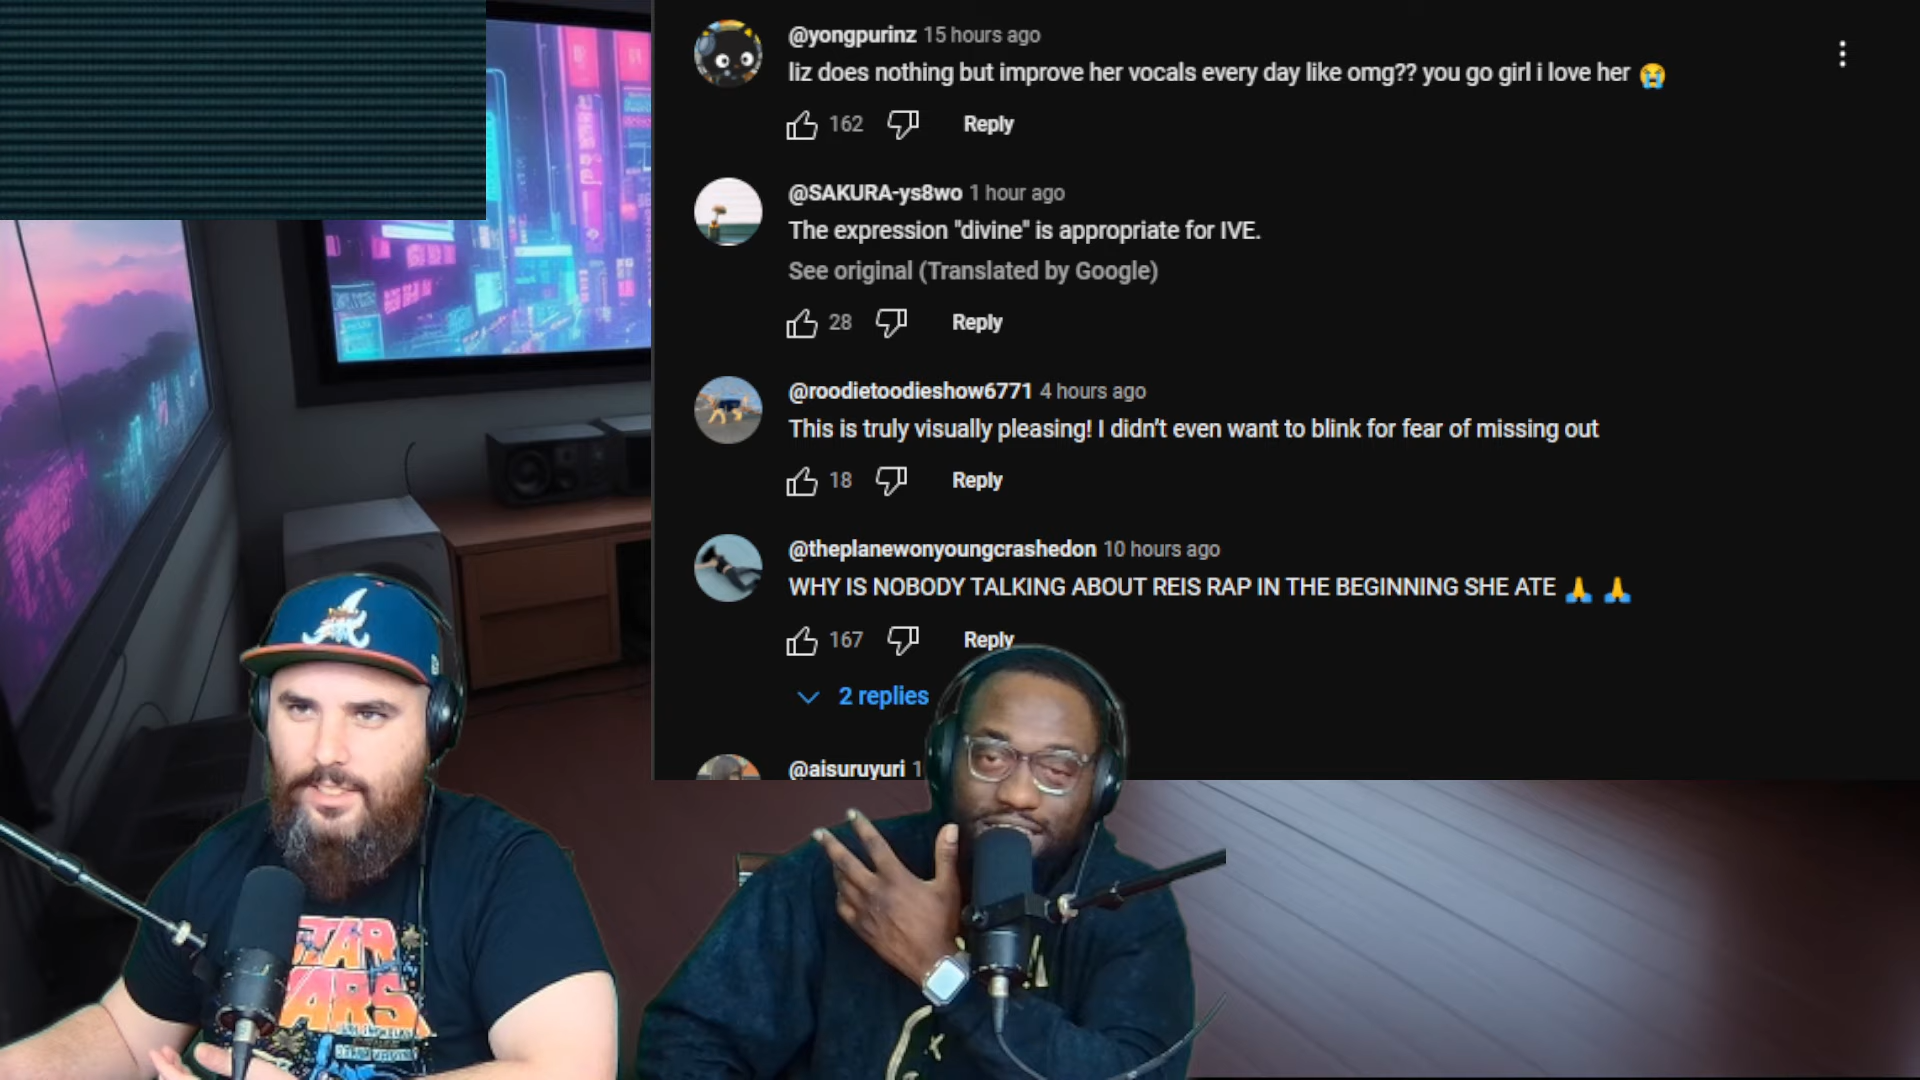 @yongpurinz 15 hours ago
liz does nothing but improve her vocals every day like omg?? you go girl i love her 😭
162 Reply
@SAKURA-ys8wo 1 hour ago
The expression "divine" is appropriate for IVE.
See original (Translated by Google)
28 Reply
@roodietoodieshow6771 4 hours ago
This is truly visually pleasing! I didn't even want to blink for fear of missing out
18 Reply
@theplanewonyoungcrashedon 10 hours ago
WHY IS NOBODY TALKING ABOUT REIS RAP IN THE BEGINNING SHE ATE 🙏 🙏
167 Reply
2 replies
@aisuruyuri 1
STAR
WARS